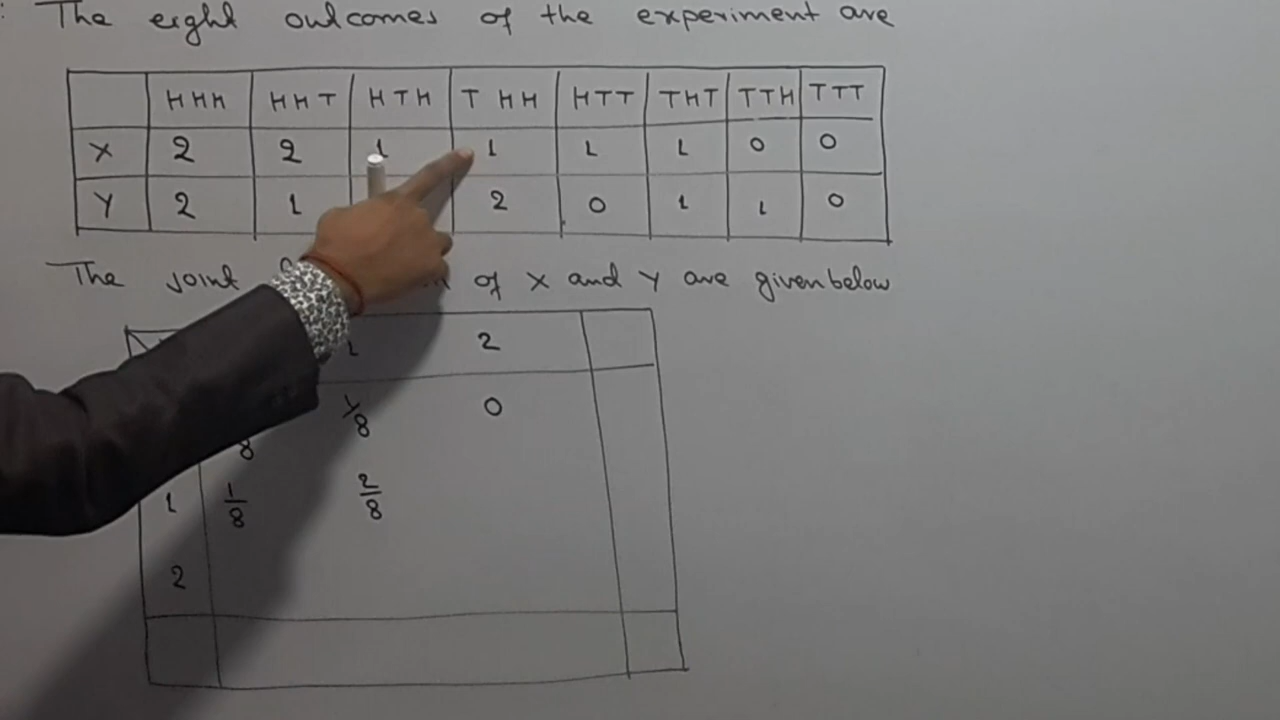 : The eight outcomes of the experiment are
HHH HHT HTH THH HTT THT TTH TTT
X 2 2 1 1 1 1 0 0
Y 2 1 2 0 1 1 0
The joint of X and Y are given below
1 2
8 1/8 0
1 1/8 2/8
2